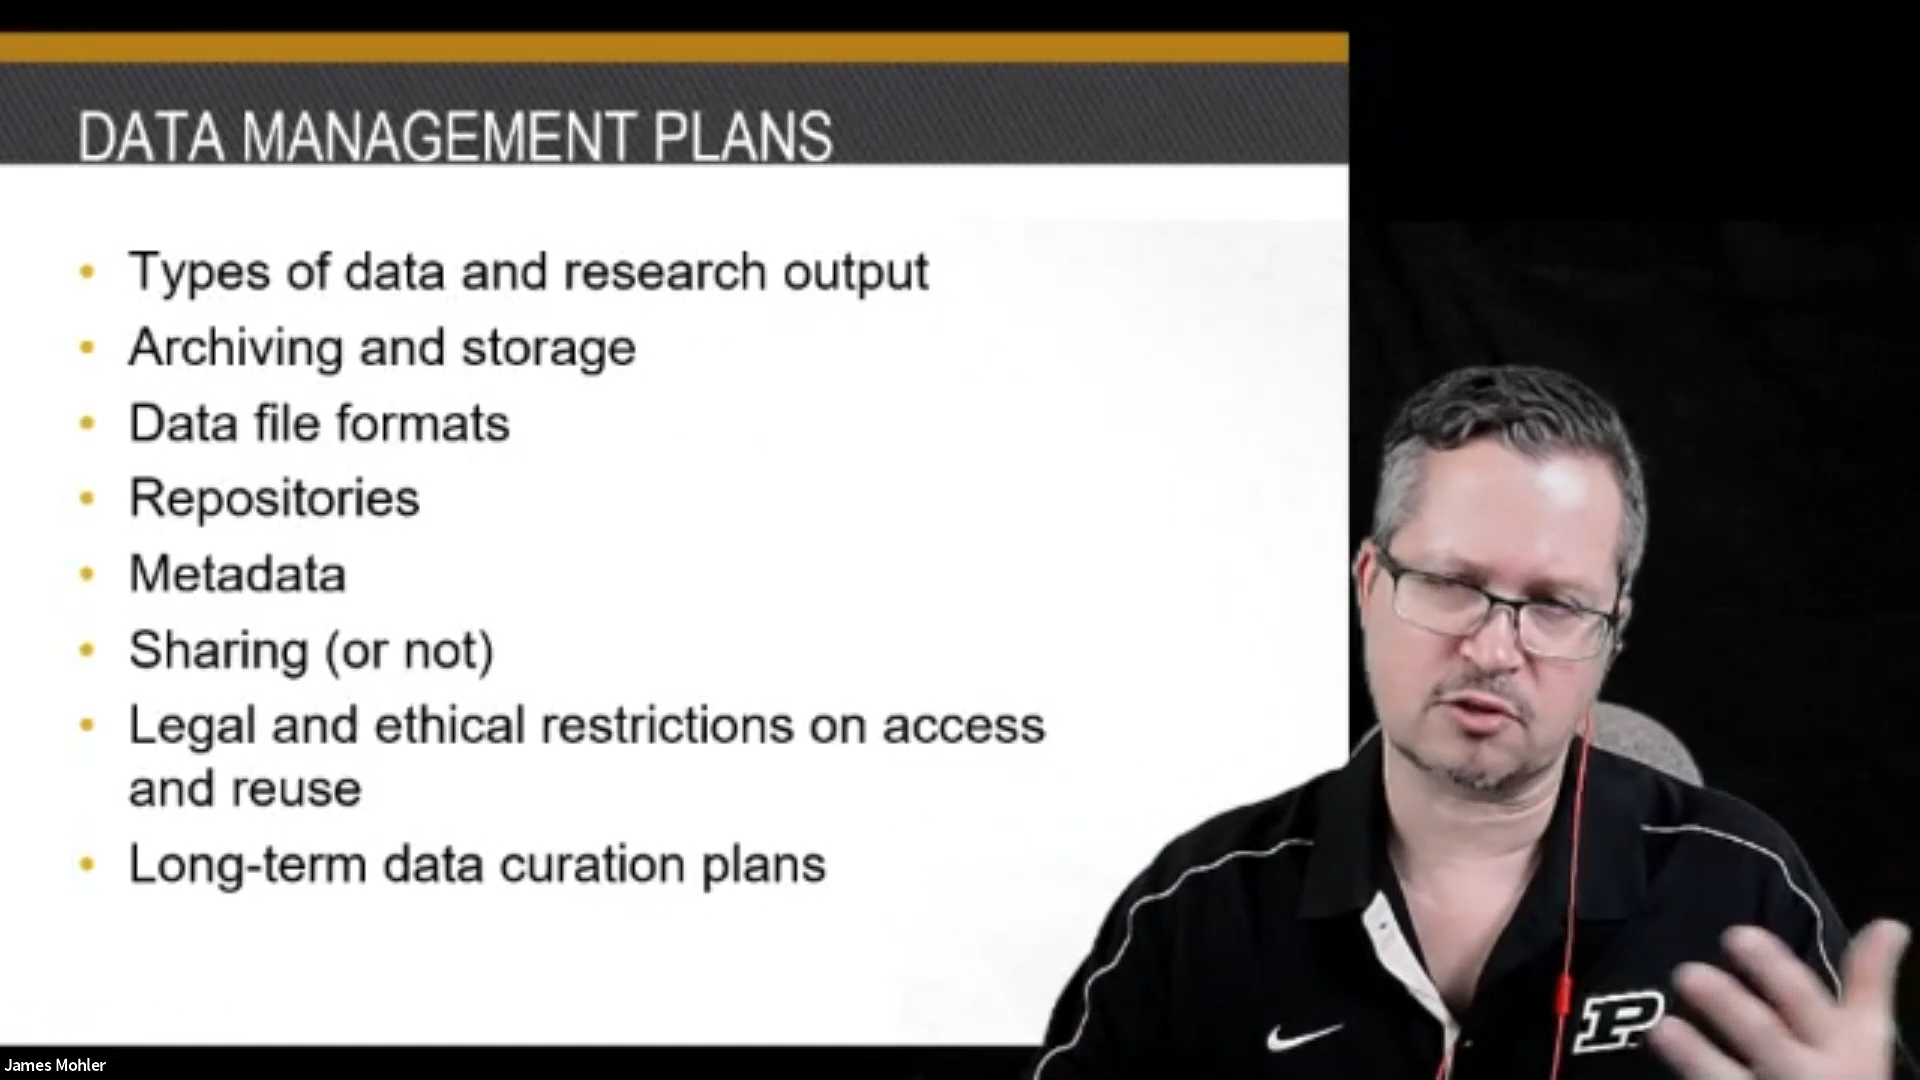 DATA MANAGEMENT PLANS
Types of data and research output
Archiving and storage
Data file formats
Repositories
Metadata
Sharing (or not)
Legal and ethical restrictions on access
and reuse
Long-term data curation plans
P
James Mohler